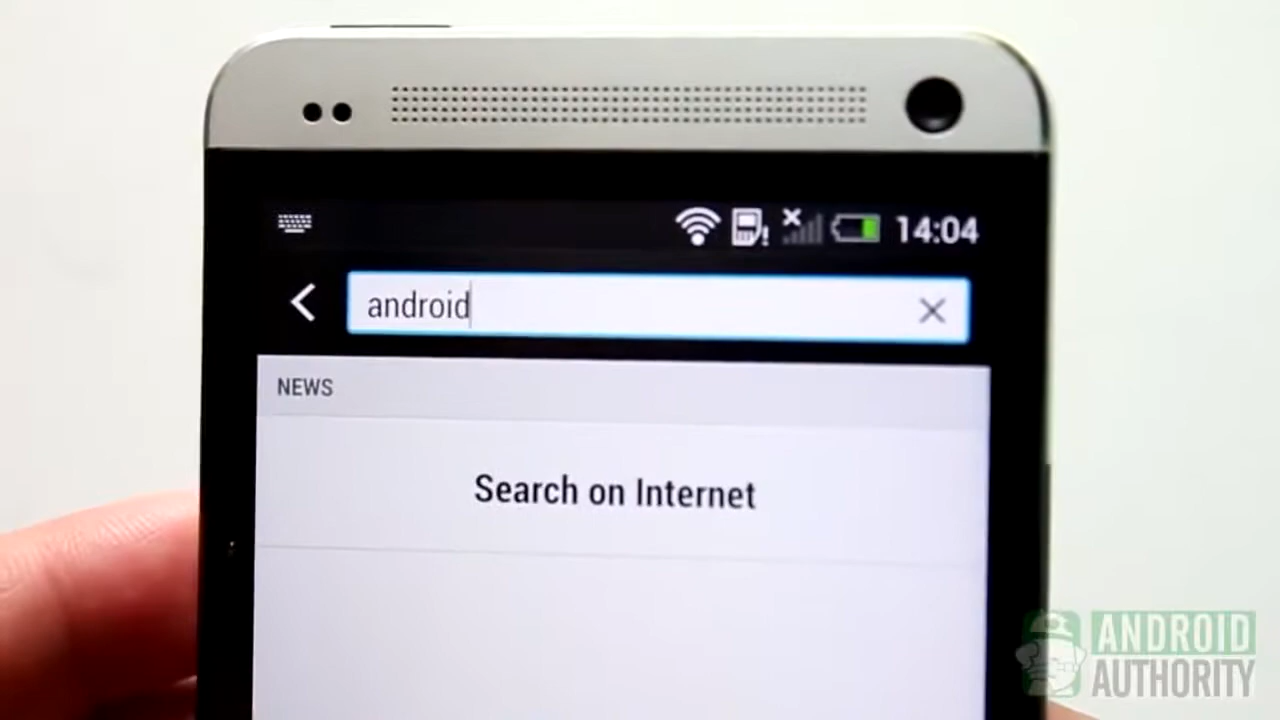 14:04
android
NEWS
Search on Internet
ANDROID
AUTHORITY